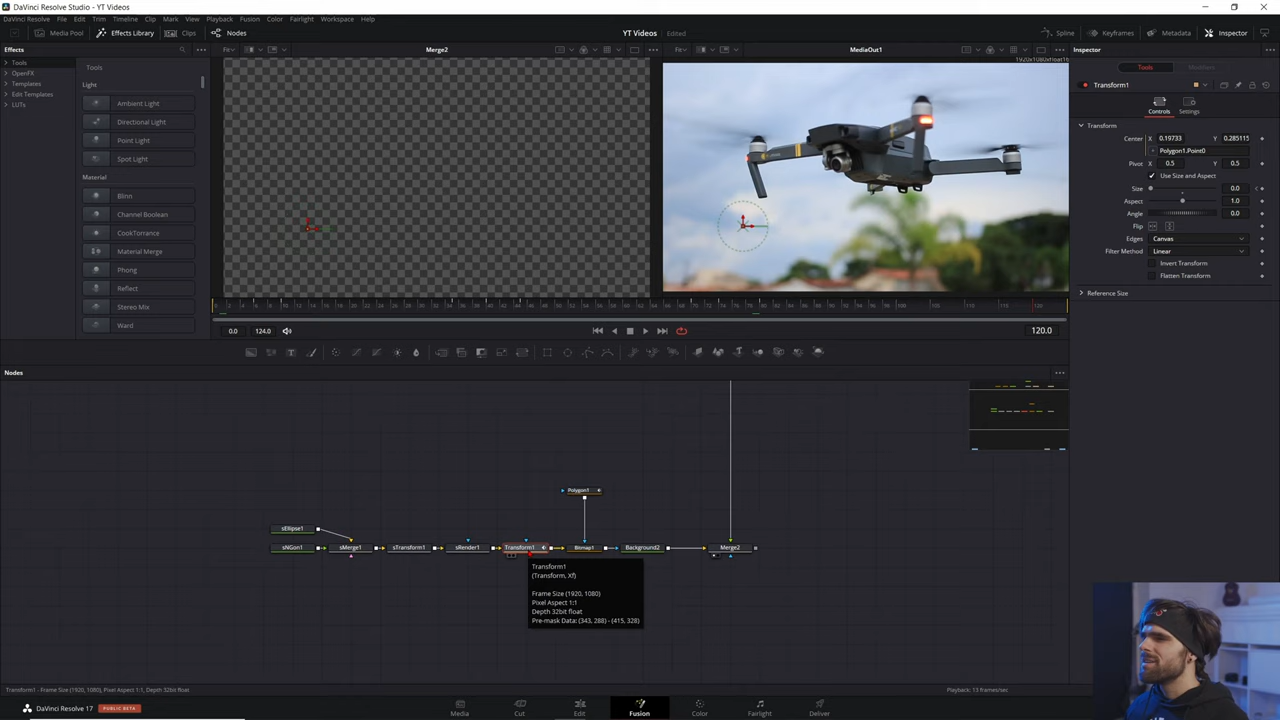 DaVinci Resolve Studio - YT Videos
DaVinci Resolve File Edit Trim Timeline Clip Mark View Playback Fusion Color Fairlight Workspace Help
Media Pool Effects Library Clips Nodes YT Videos Edited Spline Keyframes Metadata Inspector
Effects Fit Merge2 Fit MediaOut1 Inspector
1920x1080xfloat16
Tools
OpenFX
Templates
Edit Templates
LUTs
Tools
Light
Ambient Light
Directional Light
Point Light
Spot Light
Material
Blinn
Channel Boolean
CookTorrance
Material Merge
Phong
Reflect
Stereo Mix
Ward
Tools Modifiers
Transform1
Controls Settings
Transform
Center X 0.19733 Y 0.285115
Polygon1.Point0
Pivot X 0.5 Y 0.5
Use Size and Aspect
Size 0.0
Aspect 1.0
Angle 0.0
Flip
Edges Canvas
Filter Method Linear
Invert Transform
Flatten Transform
Reference Size
0.0 124.0 120.0
Nodes
Polygon1
sEllipse1
sNGon1 sMerge1 sTransform1 sRender1 Transform1 Bitmap1 Background2 Merge2
Transform1
(Transform, Xf)
Frame Size (1920, 1080)
Pixel Aspect 1:1
Depth 32bit float
Pre-mask Data: (343, 288) - (415, 328)
Transform1 - Frame Size (1920, 1080), Pixel Aspect 1:1, Depth 32bit float
Playback: 13 frames/sec
DaVinci Resolve 17 PUBLIC BETA
Media Cut Edit Fusion Color Fairlight Deliver